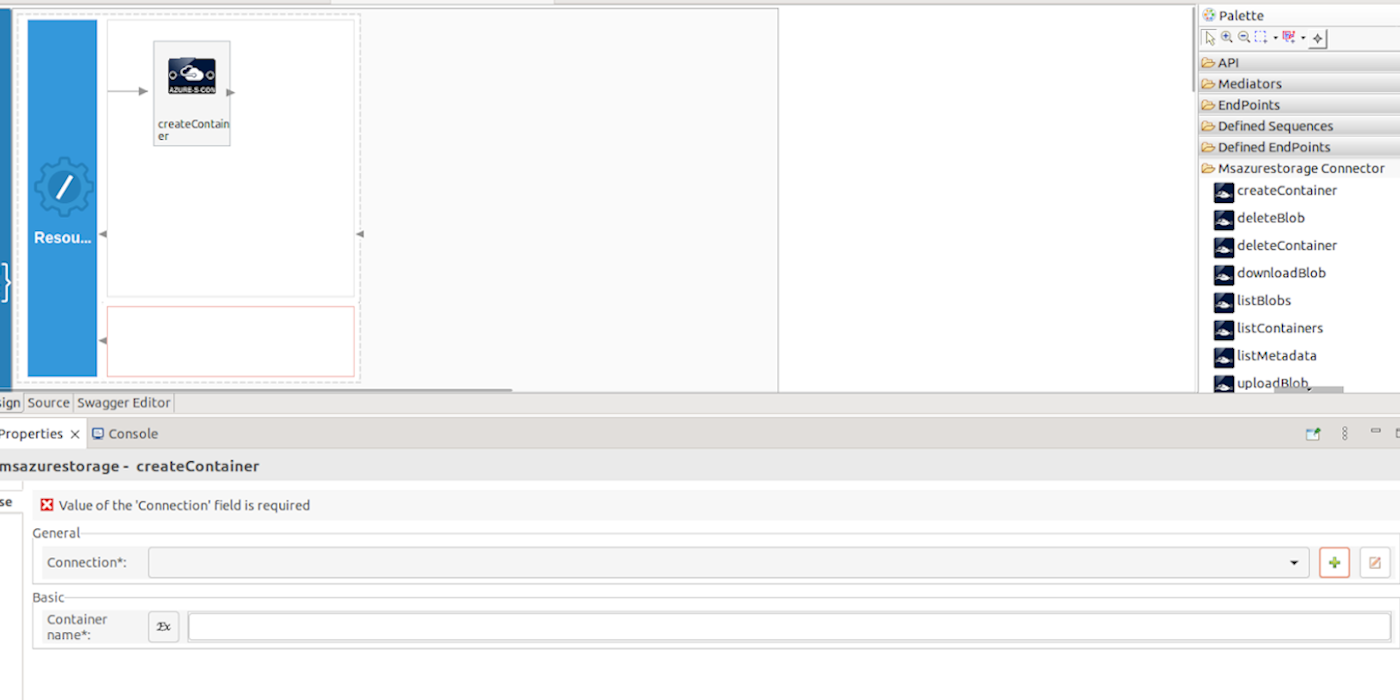 Palette
API
Mediators
EndPoints
Defined Sequences
Defined EndPoints
Msazurestorage Connector
createContainer
deleteBlob
deleteContainer
downloadBlob
listBlobs
listContainers
listMetadata
uploadBlob
AZURE-S-CON
createContain
er
Resou...
}
sign Source Swagger Editor
Properties Console
msazurestorage - createContainer
se
Value of the 'Connection' field is required
General
Connection*:
Basic
Container
name*: